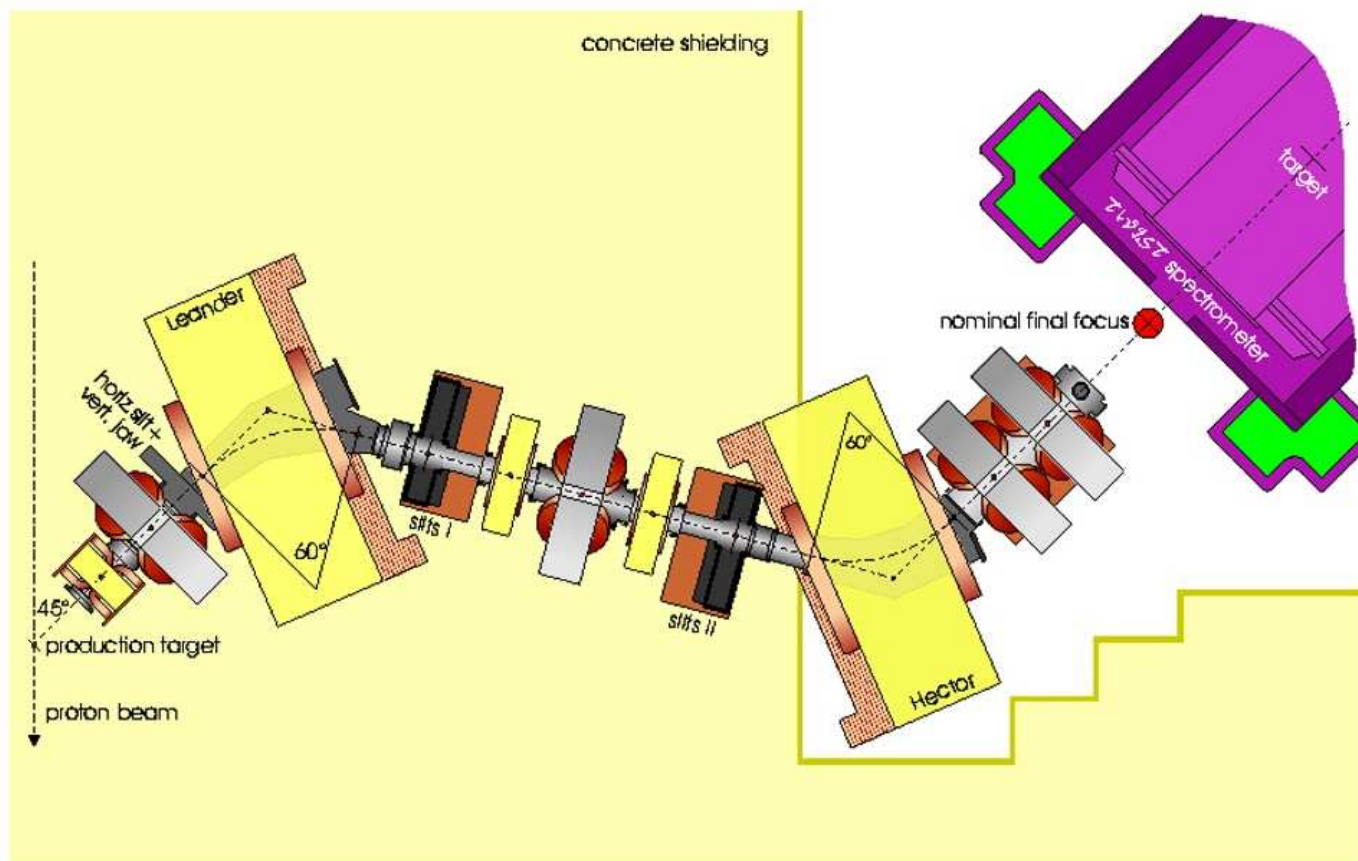 concrete shielding
target
spectrometer
nominal final focus
Leander
horiz slit+
vert. jaw
slits I
60°
60°
45°
production target
proton beam
slits II
Hector